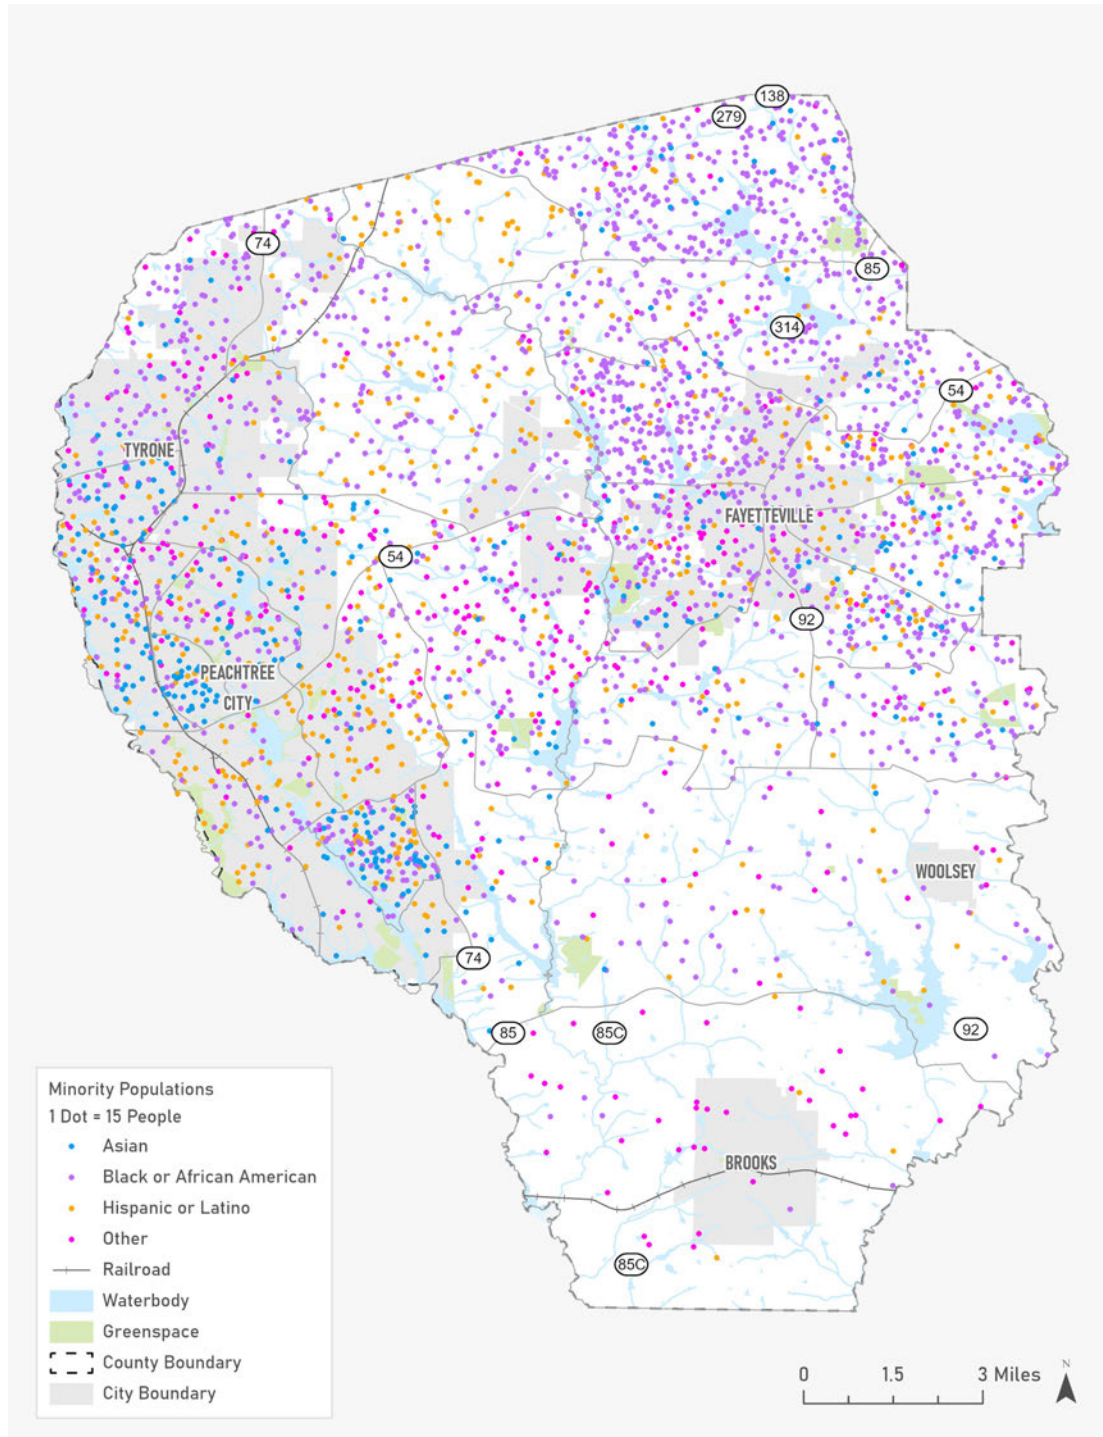 138
279
74
85
314
54
TYRONE
FAYETTEVILLE
54
92
PEACHTREE
CITY
WOOLSEY
74
85
85C
92
BROOKS
85C
Minority Populations
1 Dot = 15 People
Asian
Black or African American
Hispanic or Latino
Other
Railroad
Waterbody
Greenspace
County Boundary
City Boundary
0 1.5 3 Miles
N